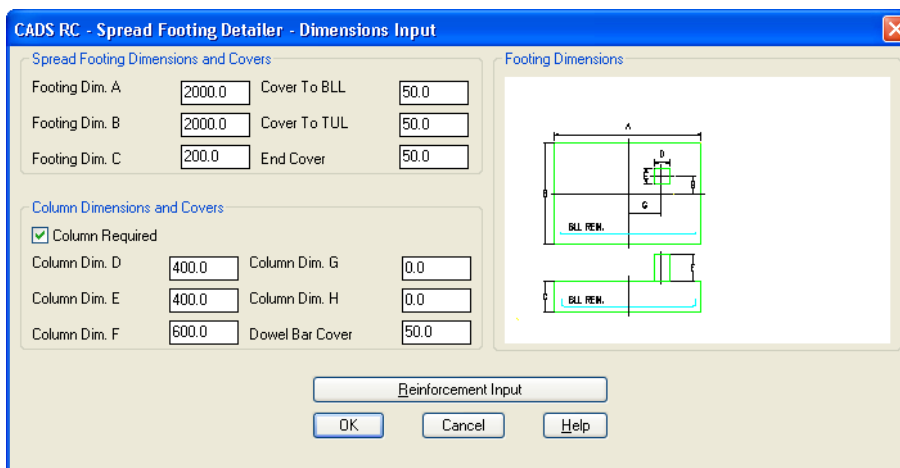 CADS RC - Spread Footing Detailer - Dimensions Input
Spread Footing Dimensions and Covers
Footing Dim. A 2000.0 Cover To BLL 50.0
Footing Dim. B 2000.0 Cover To TUL 50.0
Footing Dim. C 200.0 End Cover 50.0
Column Dimensions and Covers
Column Required
Column Dim. D 400.0 Column Dim. G 0.0
Column Dim. E 400.0 Column Dim. H 0.0
Column Dim. F 600.0 Dowel Bar Cover 50.0
Footing Dimensions
A
D
G
BLL REIN.
C
BLL REIN.
Reinforcement Input
OK Cancel Help